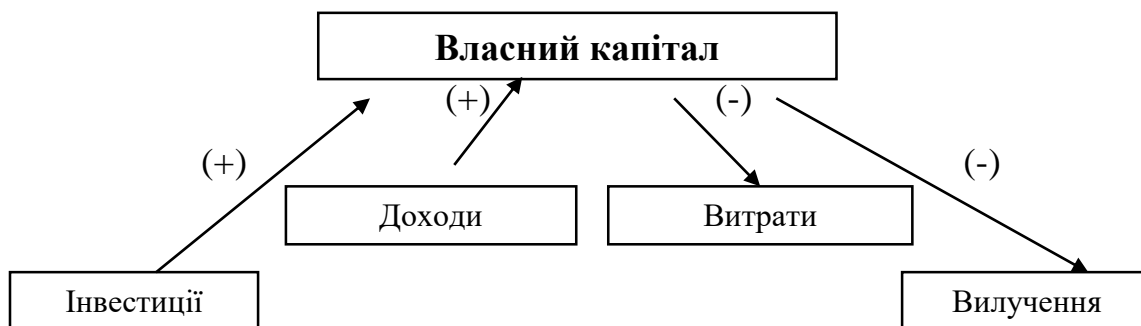 Власний капітал
(+)
(-)
(+)
(-)
Доходи
Витрати
Інвестиції
Вилучення